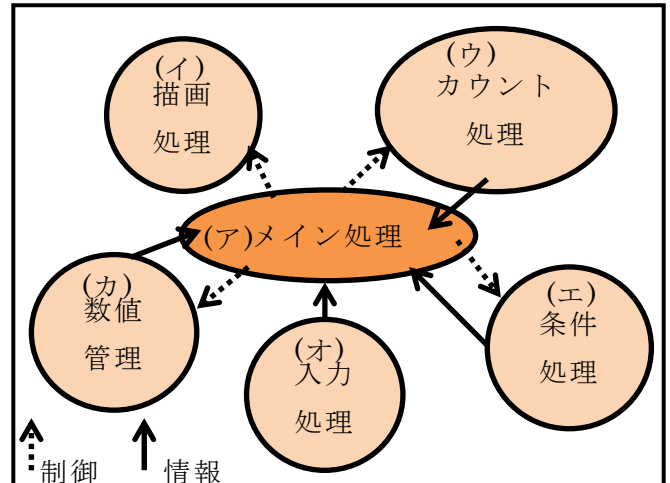 (イ)
描画
処理
(ウ)
カウント
処理
(ア)メイン処理
(カ)
数値
管理
(オ)
入力
処理
(エ)
条件
処理
制御
情報